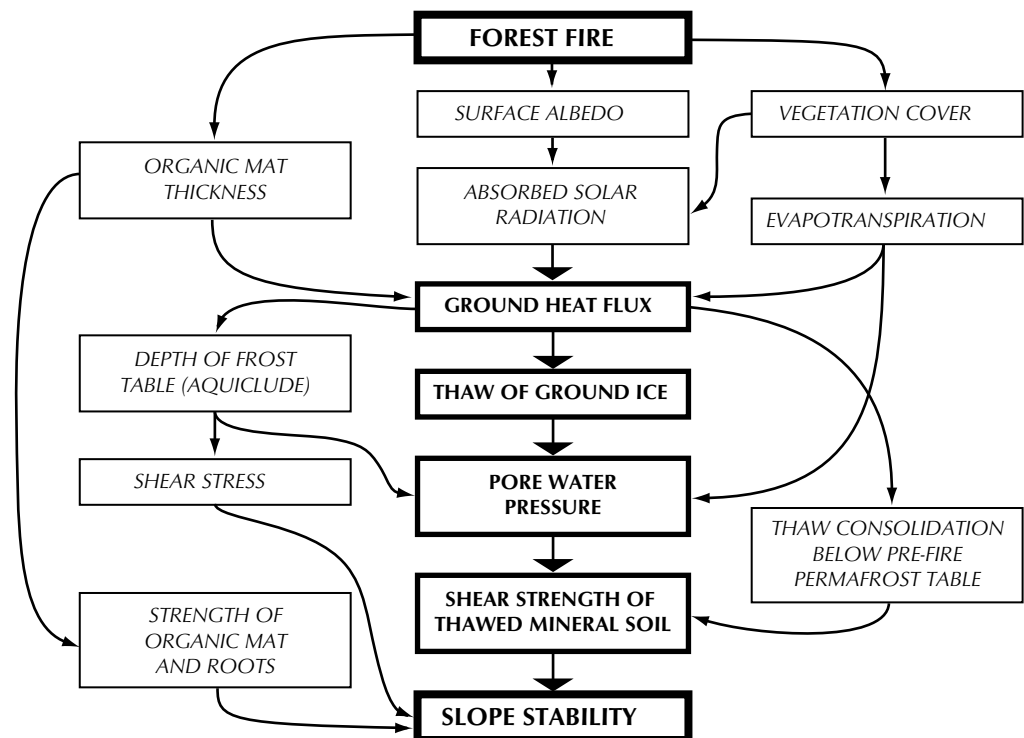 FOREST FIRE
SURFACE ALBEDO
VEGETATION COVER
ORGANIC MAT
THICKNESS
ABSORBED SOLAR
RADIATION
EVAPOTRANSPIRATION
GROUND HEAT FLUX
DEPTH OF FROST
TABLE (AQUICLUDE)
THAW OF GROUND ICE
SHEAR STRESS
PORE WATER
PRESSURE
THAW CONSOLIDATION
BELOW PRE-FIRE
PERMAFROST TABLE
STRENGTH OF
ORGANIC MAT
AND ROOTS
SHEAR STRENGTH OF
THAWED MINERAL SOIL
SLOPE STABILITY